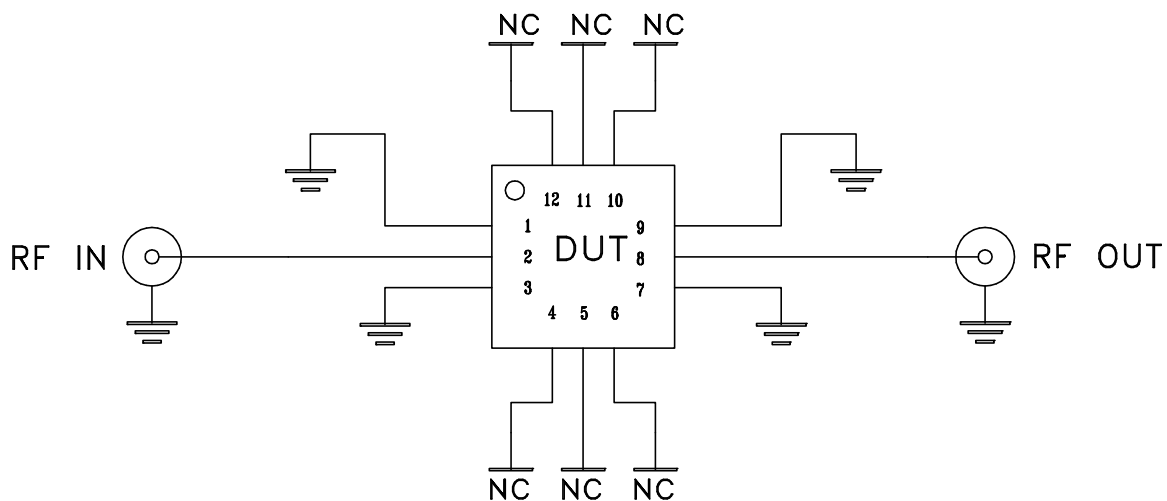 NC NC NC
12 11 10
1 9
RF IN 2 DUT 8 RF OUT
3 7
4 5 6
NC NC NC